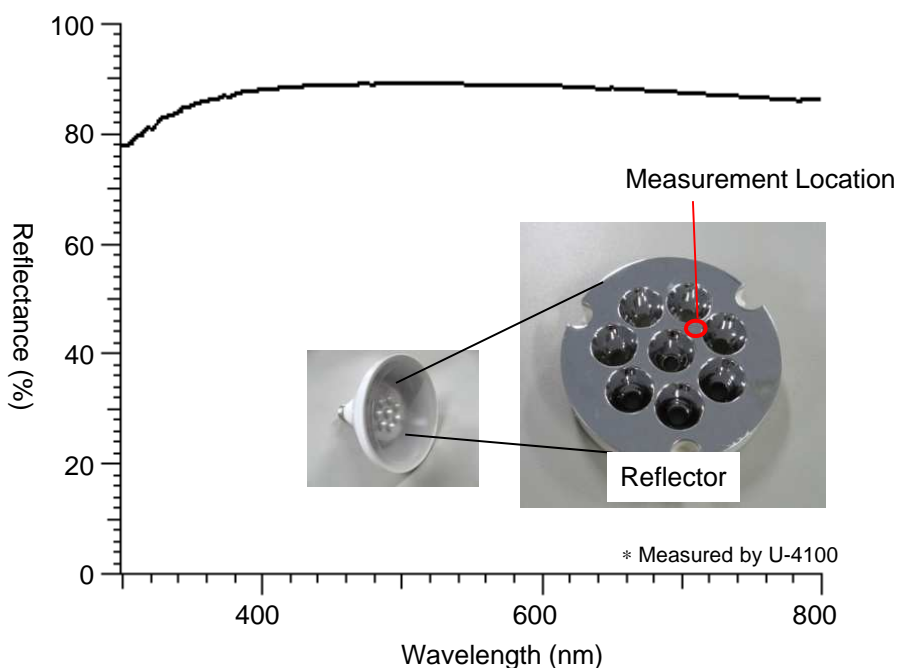 100
80
60
40
20
0
Reflectance (%)
Measurement Location
Reflector
* Measured by U-4100
400
600
800
Wavelength (nm)